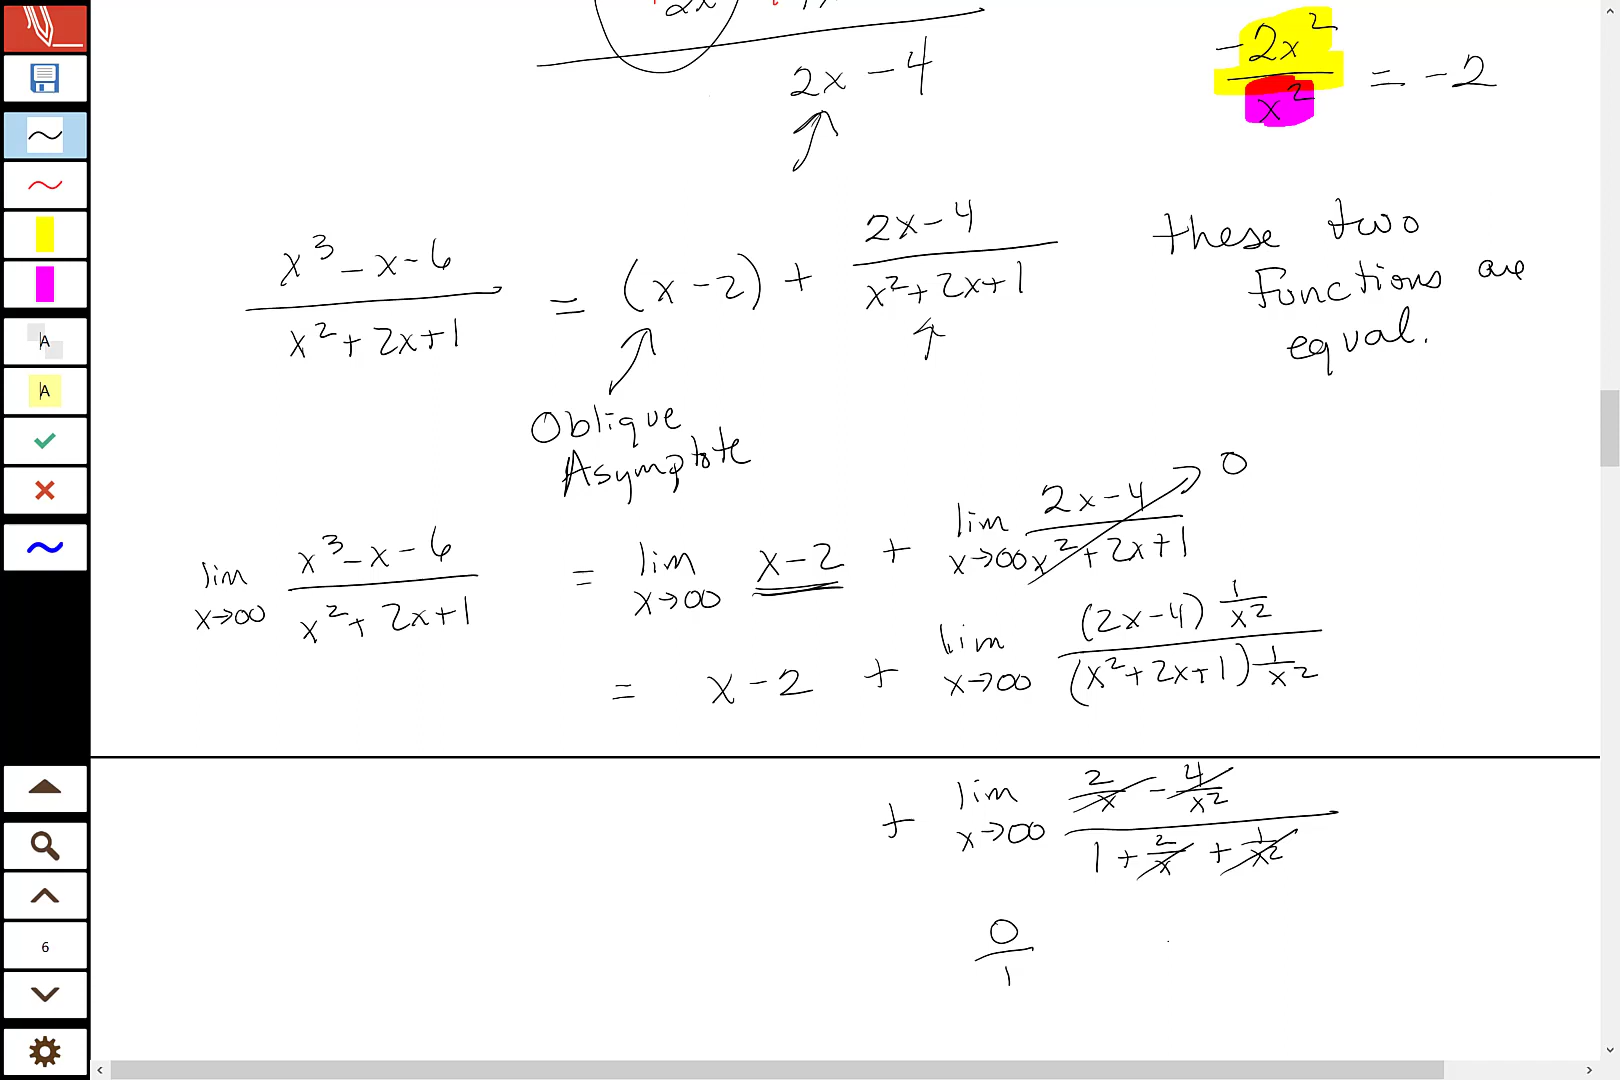 2x - 4
-2x²/x² = -2
(x³ - x - 6)/(x² + 2x + 1) = (x - 2) + (2x - 4)/(x² + 2x + 1)
these two
functions are
equal.
Oblique
Asymptote
lim x→∞ (x³ - x - 6)/(x² + 2x + 1) = lim x→∞ x - 2 + lim x→∞ (2x - 4)/(x² + 2x + 1) 0
= x - 2 + lim x→∞ ((2x - 4) 1/x²)/((x² + 2x + 1) 1/x²)
+ lim x→∞ (2/x - 4/x²)/(1 + 2/x + 1/x²)
0/1
A
A
6